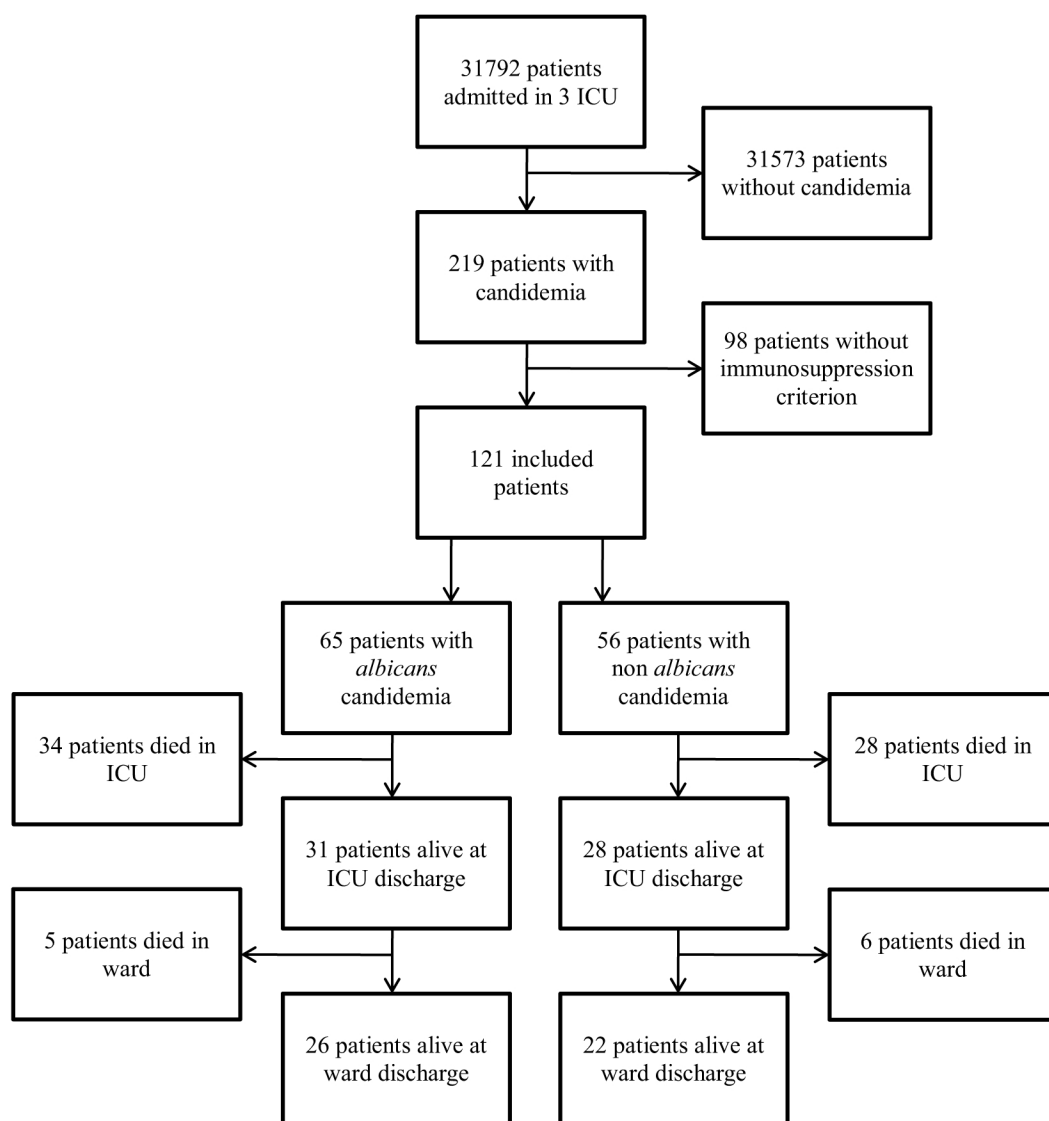 31792 patients
admitted in 3 ICU
31573 patients
without candidemia
219 patients with
candidemia
98 patients without
immunosuppression
criterion
121 included
patients
65 patients with
albicans
candidemia
56 patients with
non albicans
candidemia
34 patients died in
ICU
28 patients died in
ICU
31 patients alive at
ICU discharge
28 patients alive at
ICU discharge
5 patients died in
ward
6 patients died in
ward
26 patients alive at
ward discharge
22 patients alive at
ward discharge